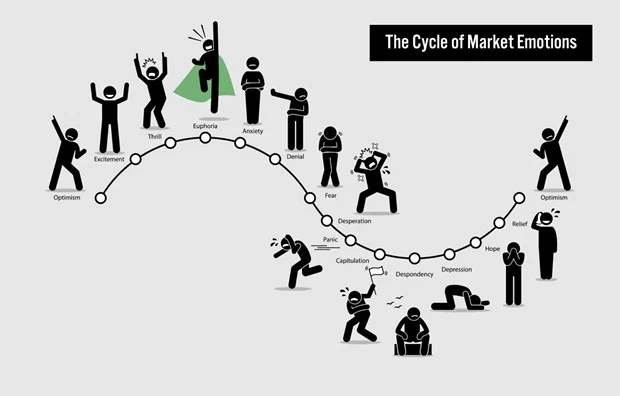 The Cycle of Market Emotions
Optimism
Excitement
Thrill
Euphoria
Anxiety
Denial
Fear
Desperation
Panic
Capitulation
Despondency
Depression
Hope
Relief
Optimism